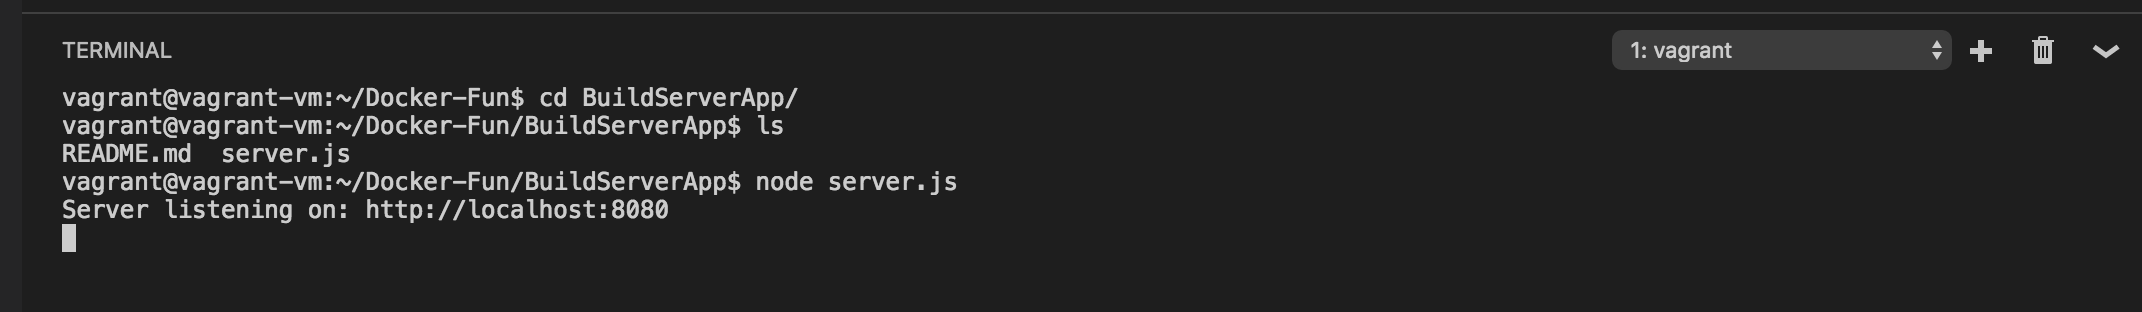 TERMINAL
1: vagrant
vagrant@vagrant-vm:~/Docker-Fun$ cd BuildServerApp/
vagrant@vagrant-vm:~/Docker-Fun/BuildServerApp$ ls
README.md  server.js
vagrant@vagrant-vm:~/Docker-Fun/BuildServerApp$ node server.js
Server listening on: http://localhost:8080